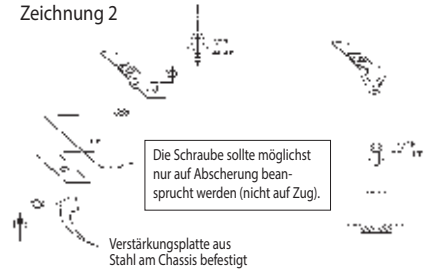 Zeichnung 2
Die Schraube sollte möglichst
nur auf Abscherung bean-
sprucht werden (nicht auf Zug).
Verstärkungsplatte aus
Stahl am Chassis befestigt